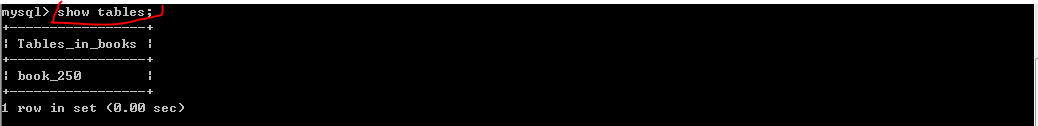 mysql> show tables;
+------------------+
| Tables_in_books |
+------------------+
| book_250 |
+------------------+
1 row in set (0.00 sec)